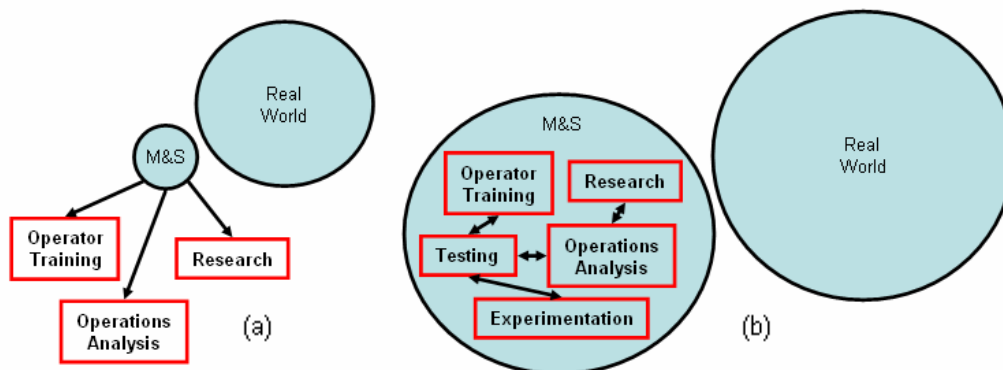 Real
World
M&S
Operator
Training
Research
Operations
Analysis
(a)
M&S
Operator
Training
Research
Testing
Operations
Analysis
Experimentation
(b)
Real
World